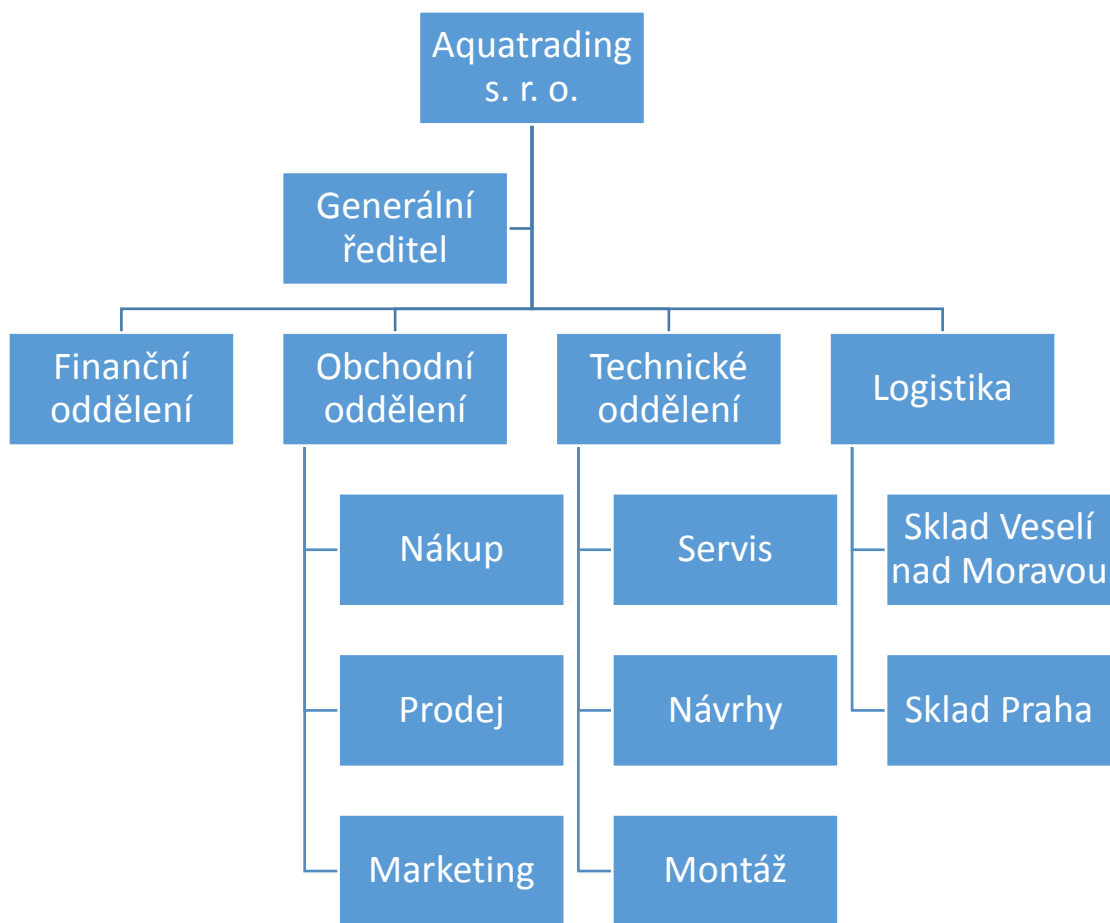 Aquatrading
s. r. o.
Generální
ředitel
Finanční
oddělení
Obchodní
oddělení
Technické
oddělení
Logistika
Nákup
Servis
Sklad Veselí
nad Moravou
Prodej
Návrhy
Sklad Praha
Marketing
Montáž